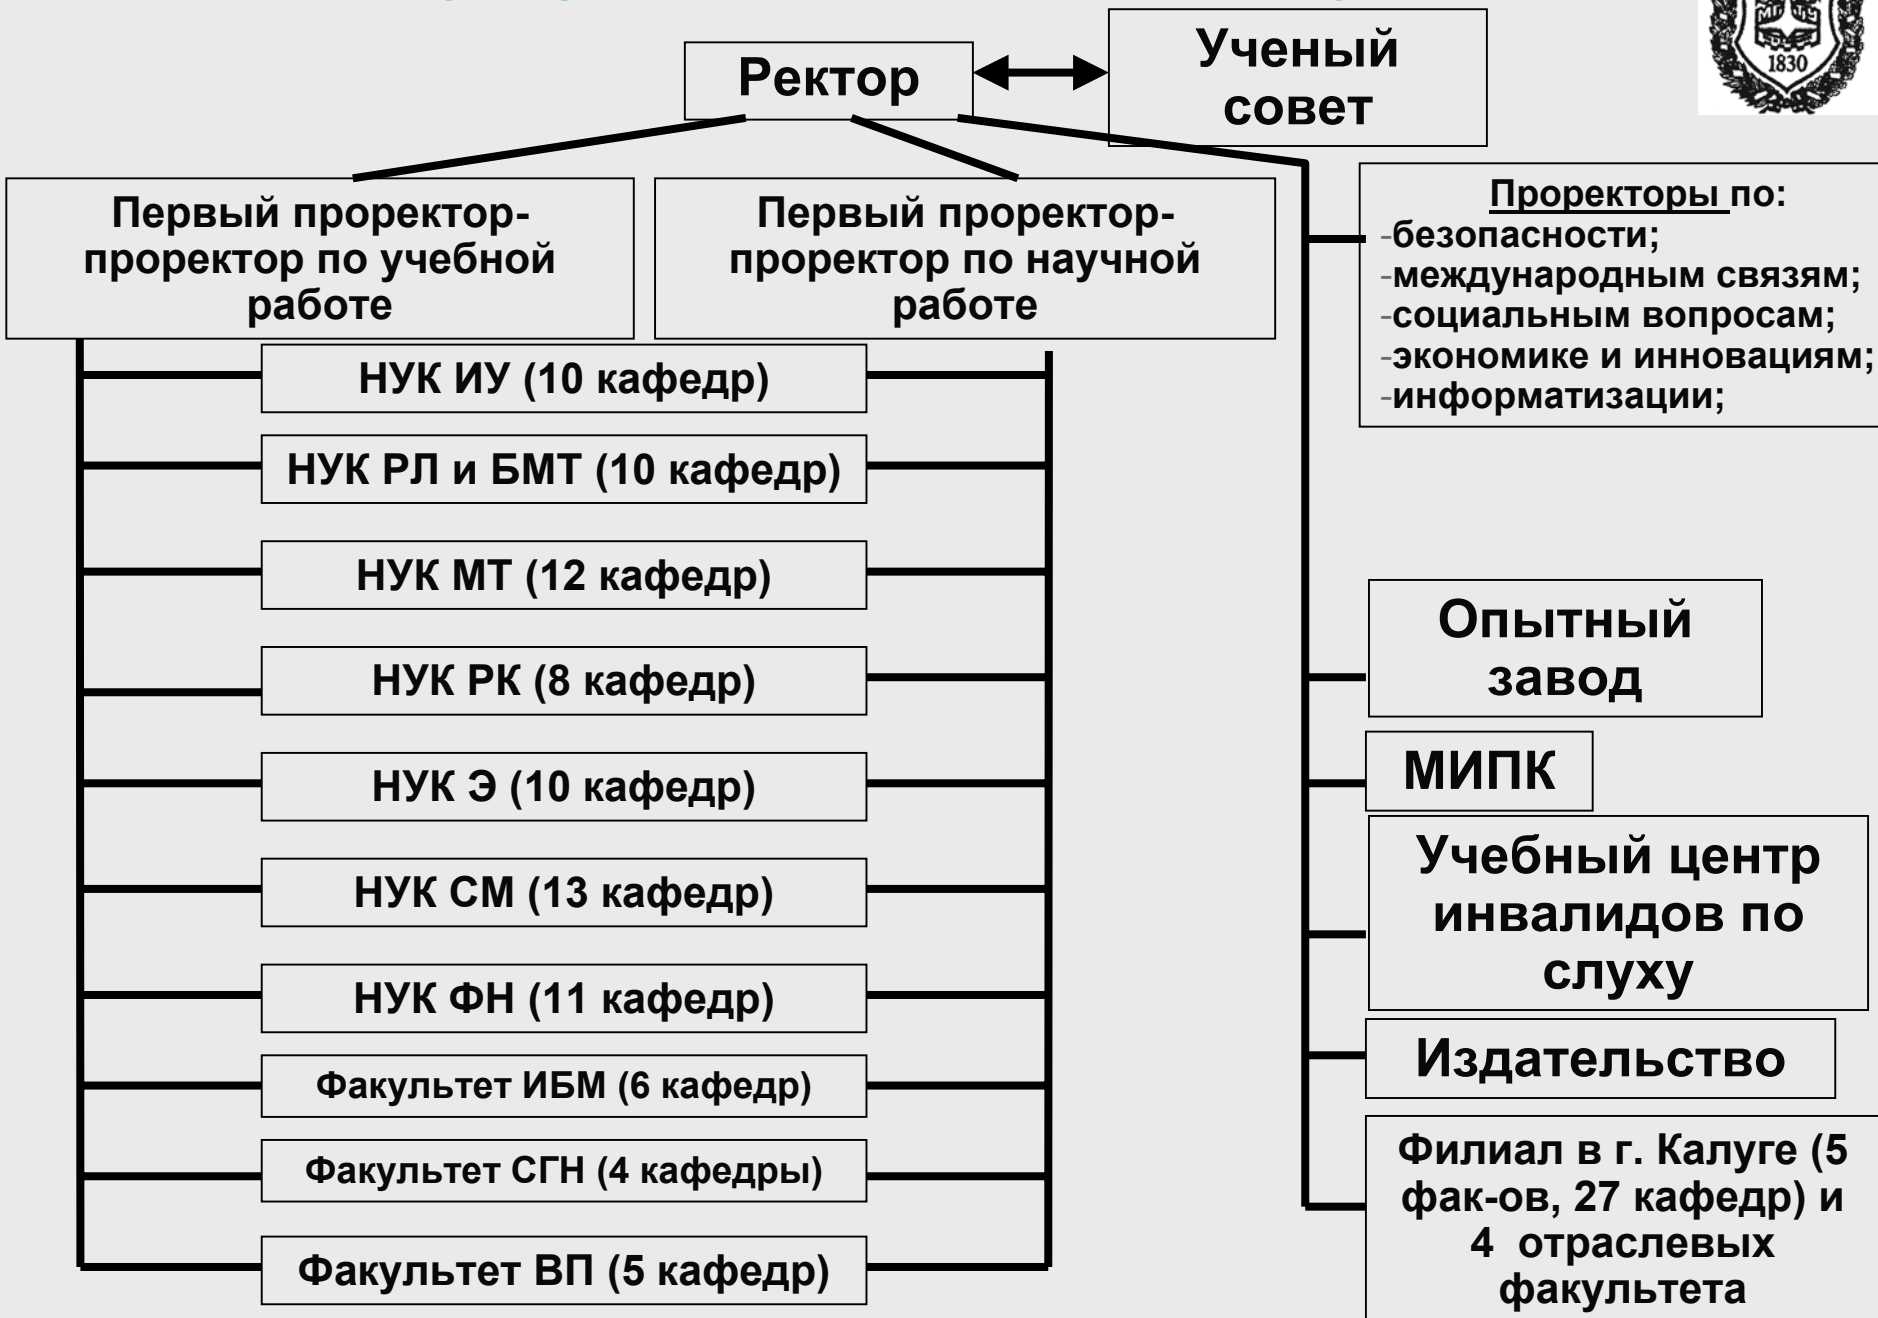 1830
Ректор
Ученый
совет
Первый проректор-
проректор по учебной
работе
Первый проректор-
проректор по научной
работе
Проректоры по:
-безопасности;
-международным связям;
-социальным вопросам;
-экономике и инновациям;
-информатизации;
НУК ИУ (10 кафедр)
НУК РЛ и БМТ (10 кафедр)
НУК МТ (12 кафедр)
НУК РК (8 кафедр)
НУК Э (10 кафедр)
НУК СМ (13 кафедр)
НУК ФН (11 кафедр)
Факультет ИБМ (6 кафедр)
Факультет СГН (4 кафедры)
Факультет ВП (5 кафедр)
Опытный
завод
МИПК
Учебный центр
инвалидов по
слуху
Издательство
Филиал в г. Калуге (5
фак-ов, 27 кафедр) и
4 отраслевых
факультета